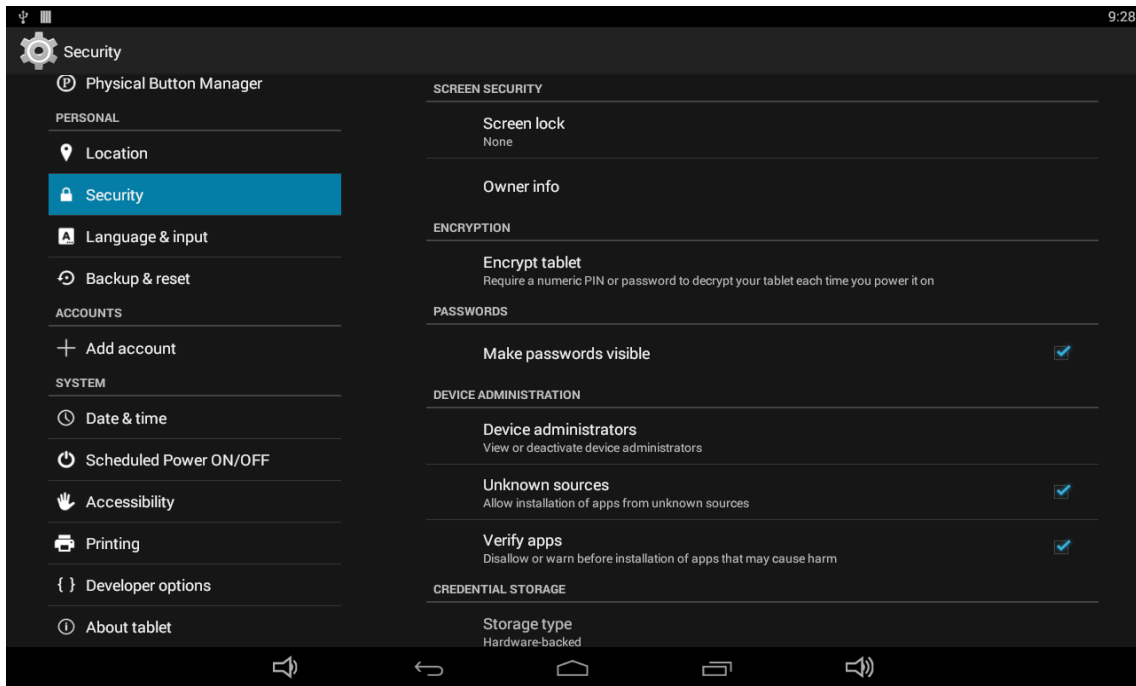 9:28
Security
Physical Button Manager
PERSONAL
Location
Security
Language & input
Backup & reset
ACCOUNTS
Add account
SYSTEM
Date & time
Scheduled Power ON/OFF
Accessibility
Printing
Developer options
About tablet
SCREEN SECURITY
Screen lock
None
Owner info
ENCRYPTION
Encrypt tablet
Require a numeric PIN or password to decrypt your tablet each time you power it on
PASSWORDS
Make passwords visible
DEVICE ADMINISTRATION
Device administrators
View or deactivate device administrators
Unknown sources
Allow installation of apps from unknown sources
Verify apps
Disallow or warn before installation of apps that may cause harm
CREDENTIAL STORAGE
Storage type
Hardware-backed